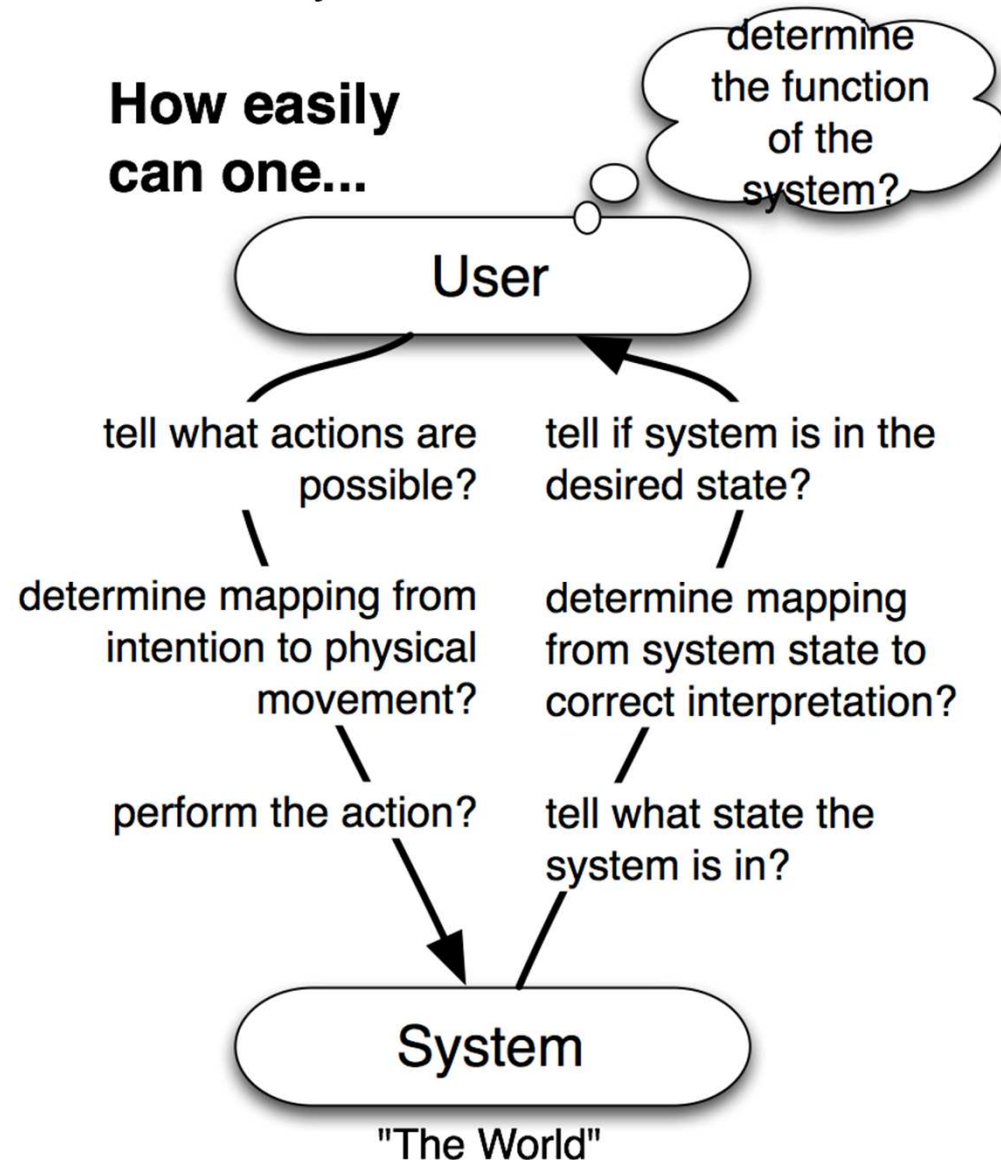 How easily
can one...
determine
the function
of the
system?
User
tell what actions are
possible?
determine mapping from
intention to physical
movement?
perform the action?
tell if system is in the
desired state?
determine mapping
from system state to
correct interpretation?
tell what state the
system is in?
System
"The World"